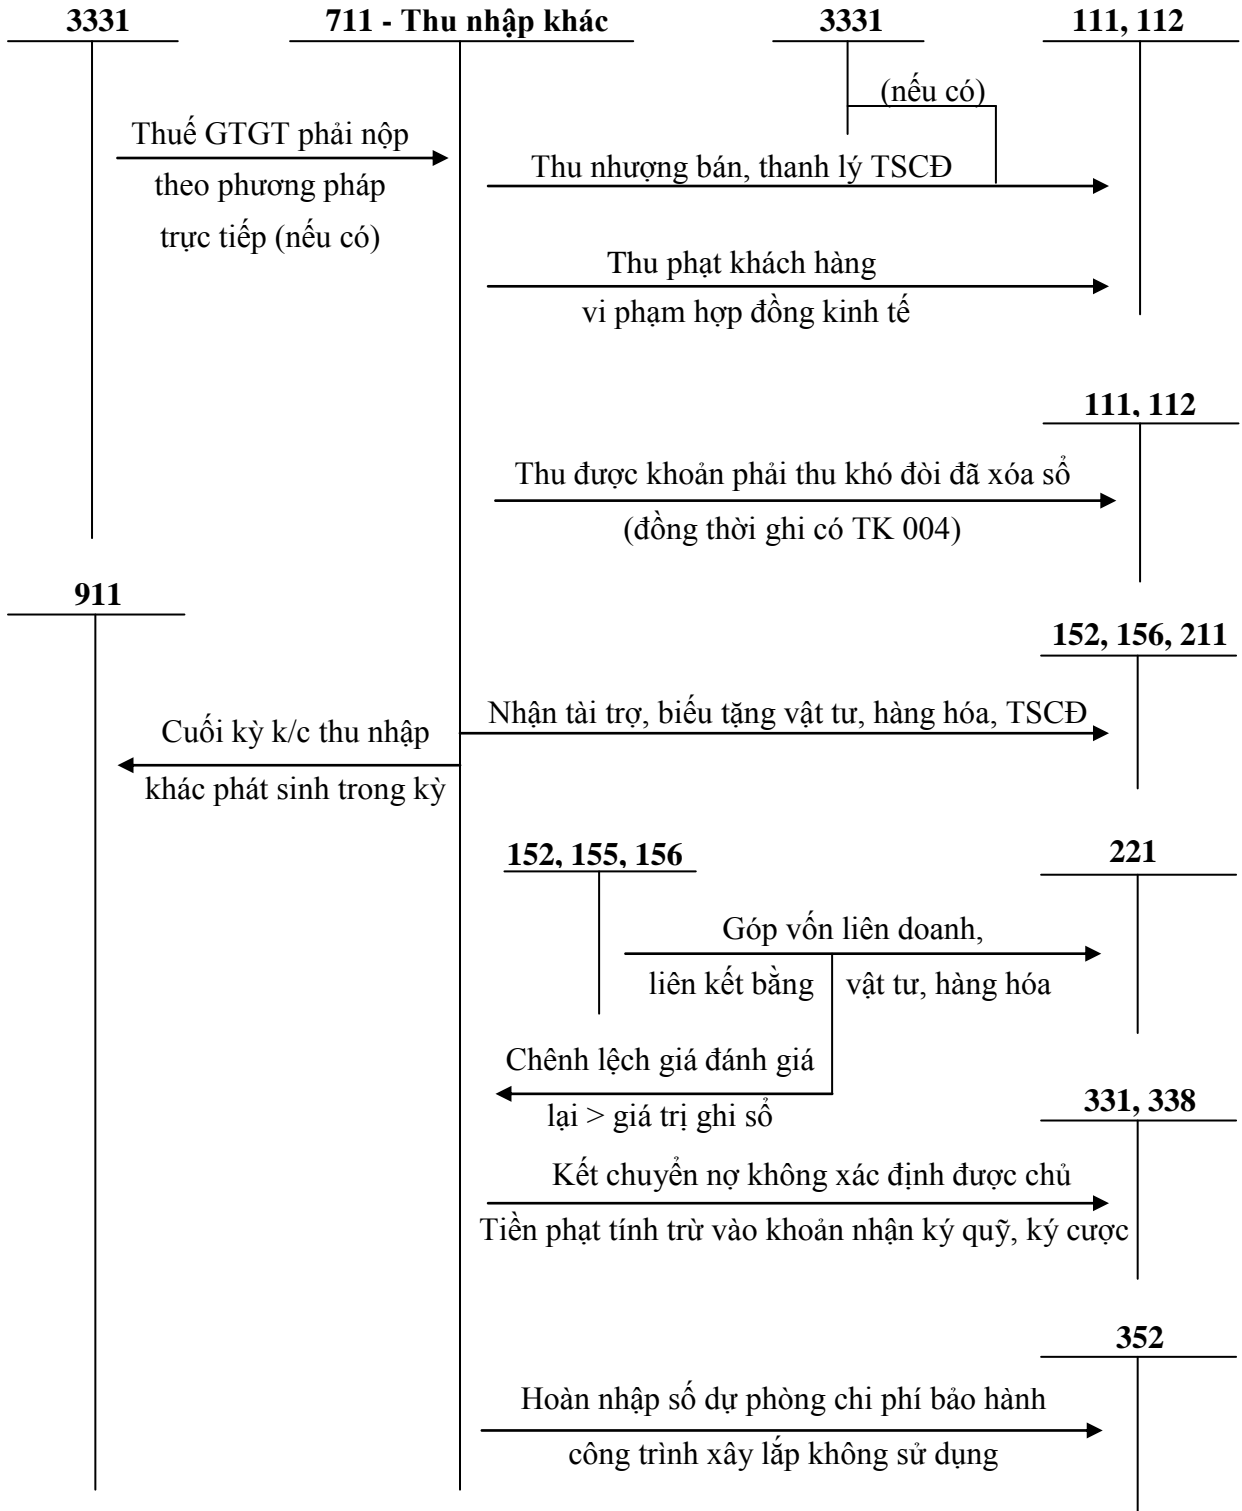 3331
711 - Thu nhập khác
3331
111, 112
(nếu có)
Thuế GTGT phải nộp
theo phương pháp
trực tiếp (nếu có)
Thu nhượng bán, thanh lý TSCĐ
Thu phạt khách hàng
vi phạm hợp đồng kinh tế
111, 112
Thu được khoản phải thu khó đòi đã xóa sổ
(đồng thời ghi có TK 004)
911
152, 156, 211
Nhận tài trợ, biếu tặng vật tư, hàng hóa, TSCĐ
Cuối kỳ k/c thu nhập
khác phát sinh trong kỳ
152, 155, 156
221
Góp vốn liên doanh,
liên kết bằng vật tư, hàng hóa
Chênh lệch giá đánh giá
lại > giá trị ghi sổ
331, 338
Kết chuyển nợ không xác định được chủ
Tiền phạt tính trừ vào khoản nhận ký quỹ, ký cược
352
Hoàn nhập số dự phòng chi phí bảo hành
công trình xây lắp không sử dụng